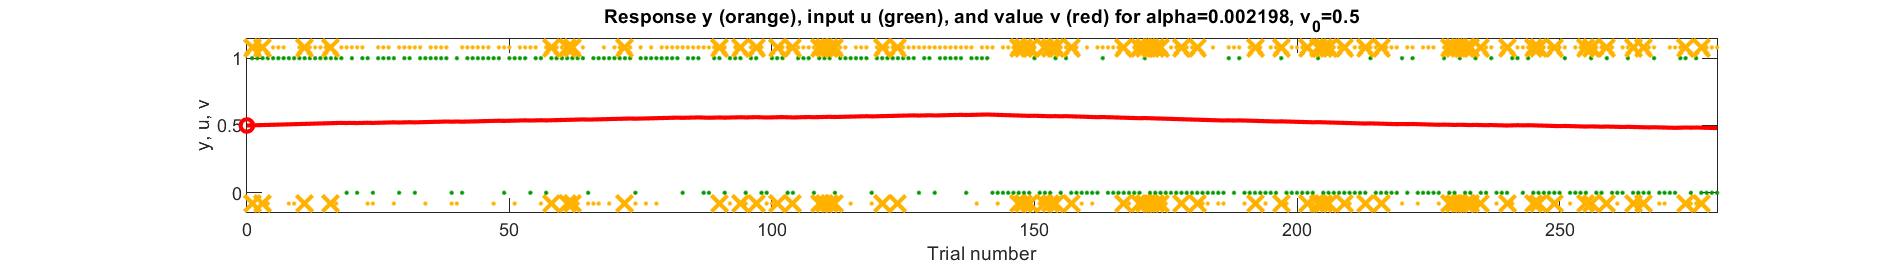 Response y (orange), input u (green), and value v (red) for alpha=0.002198, v0=0.5
y, u, v
1
0.5
0
0 50 100 150 200 250
Trial number